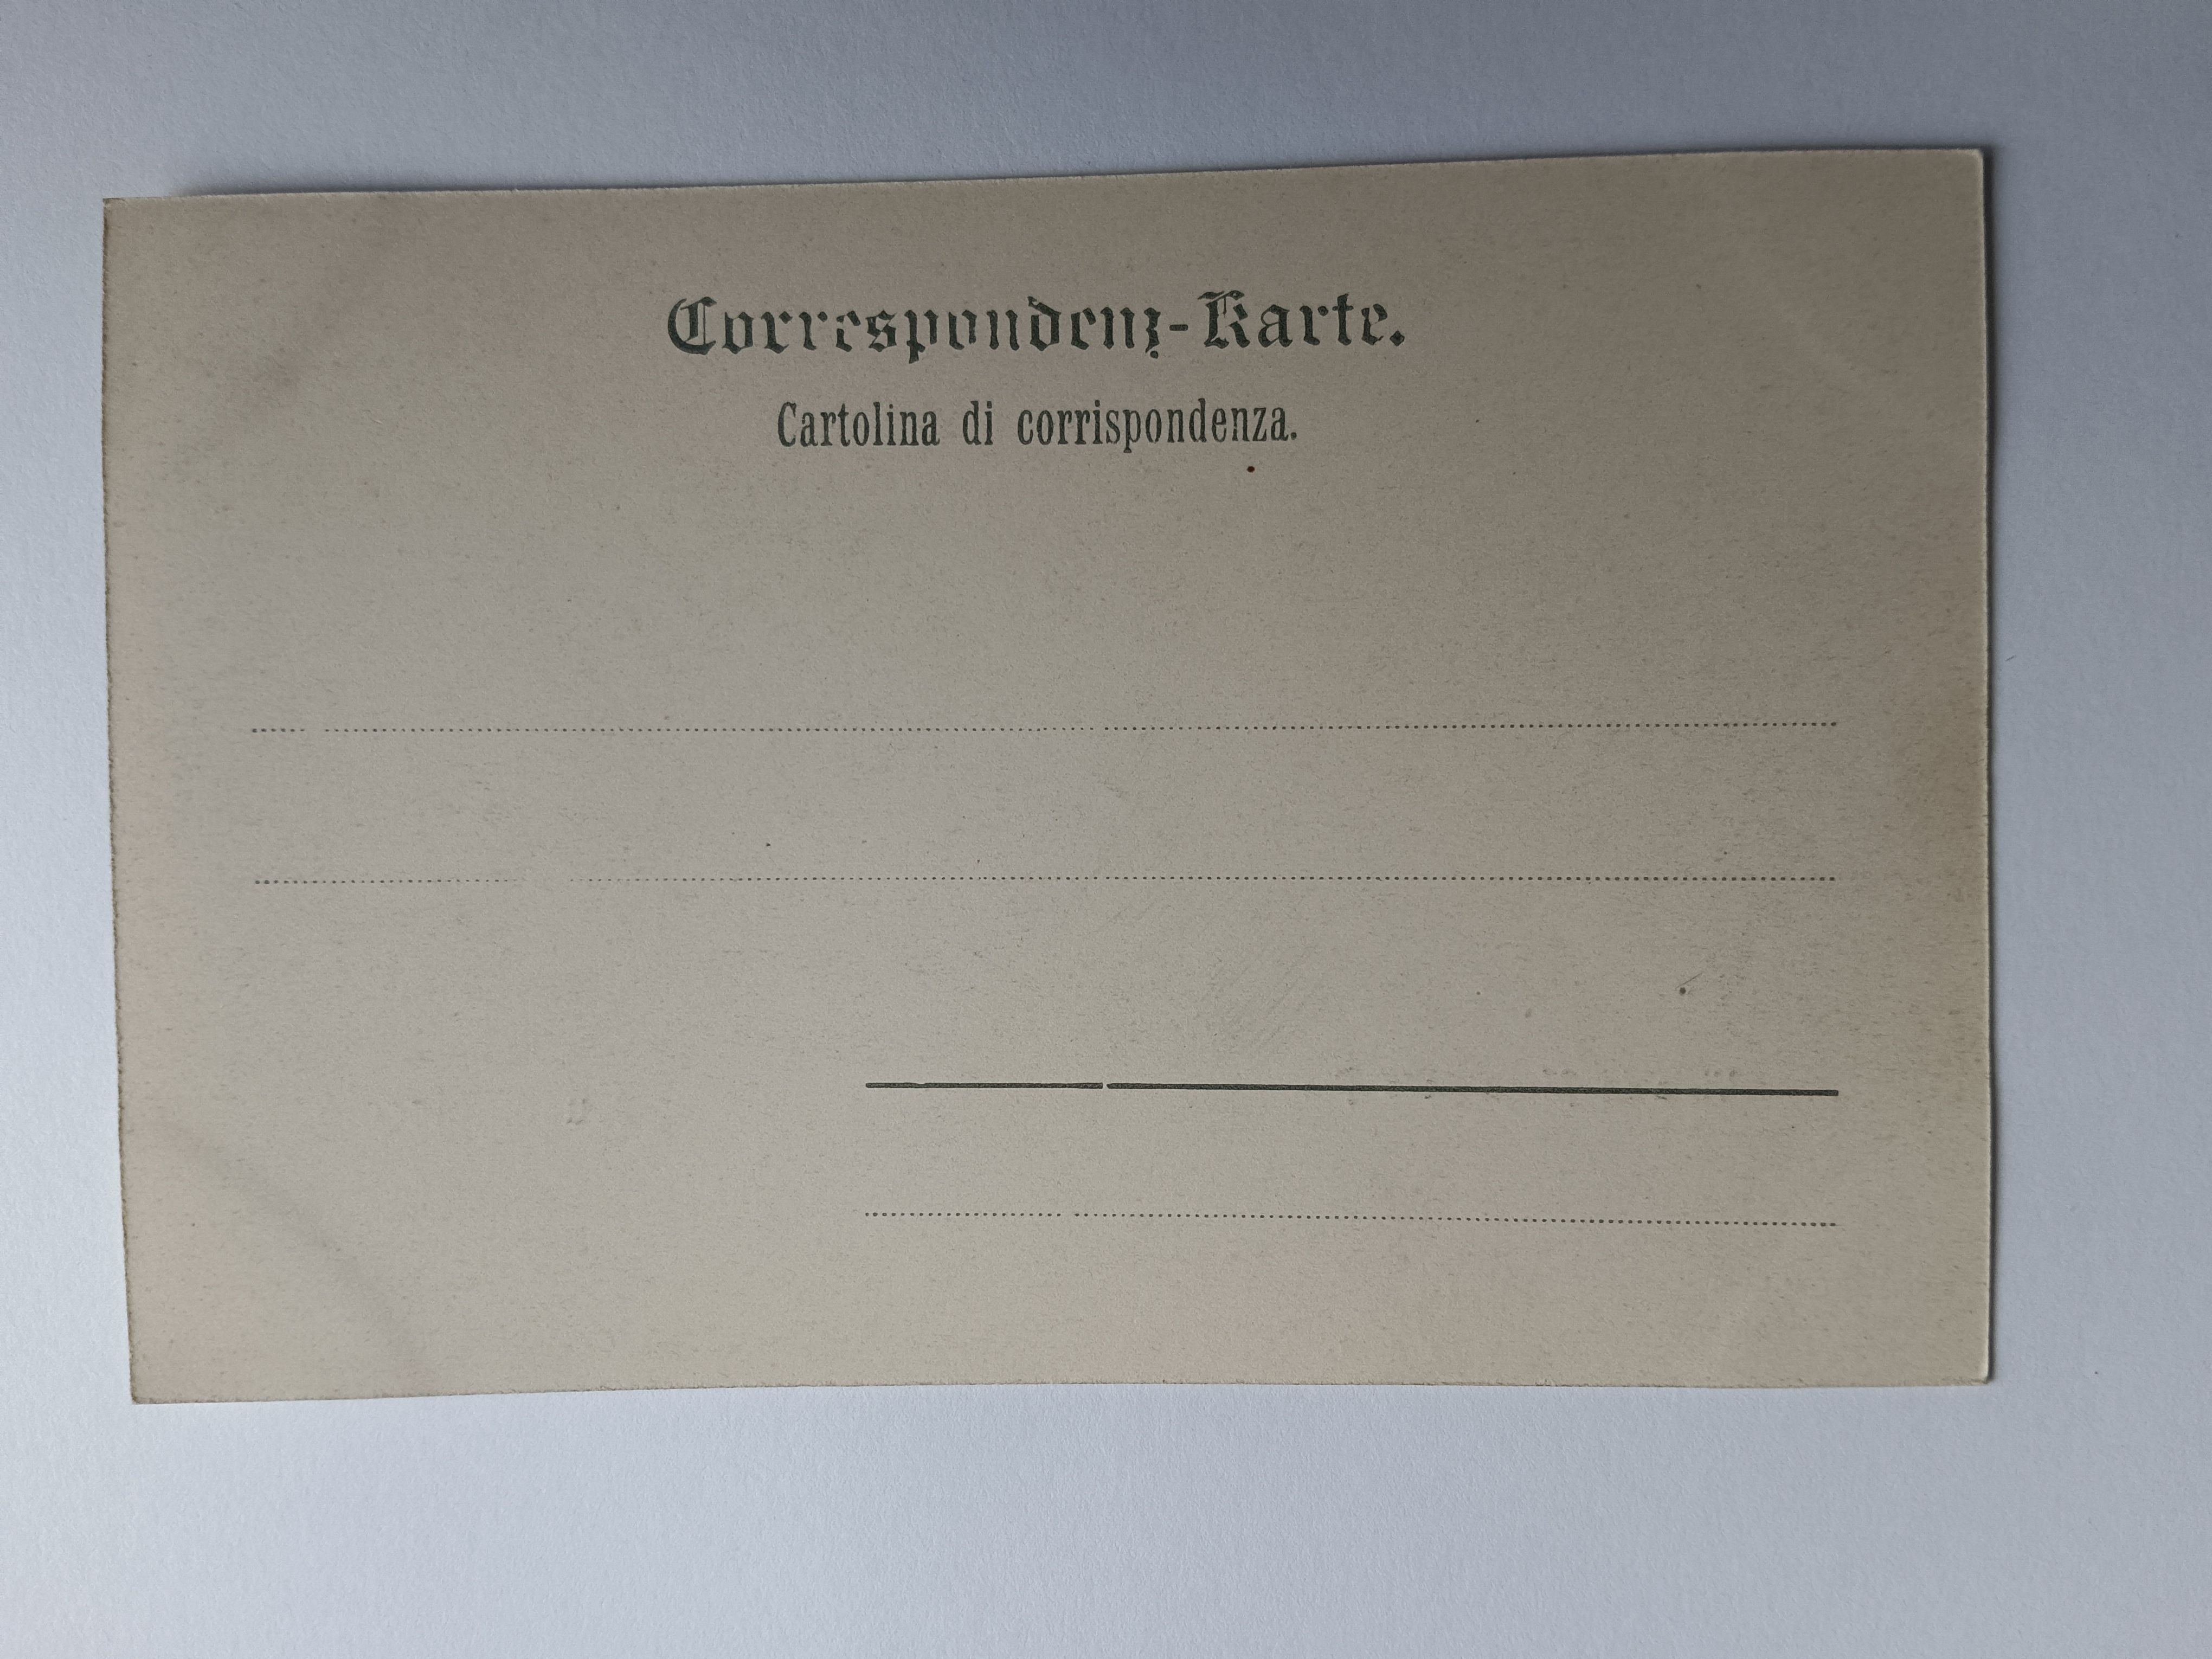 Correspondenz-Karte.
Cartolina di corrispondenza.